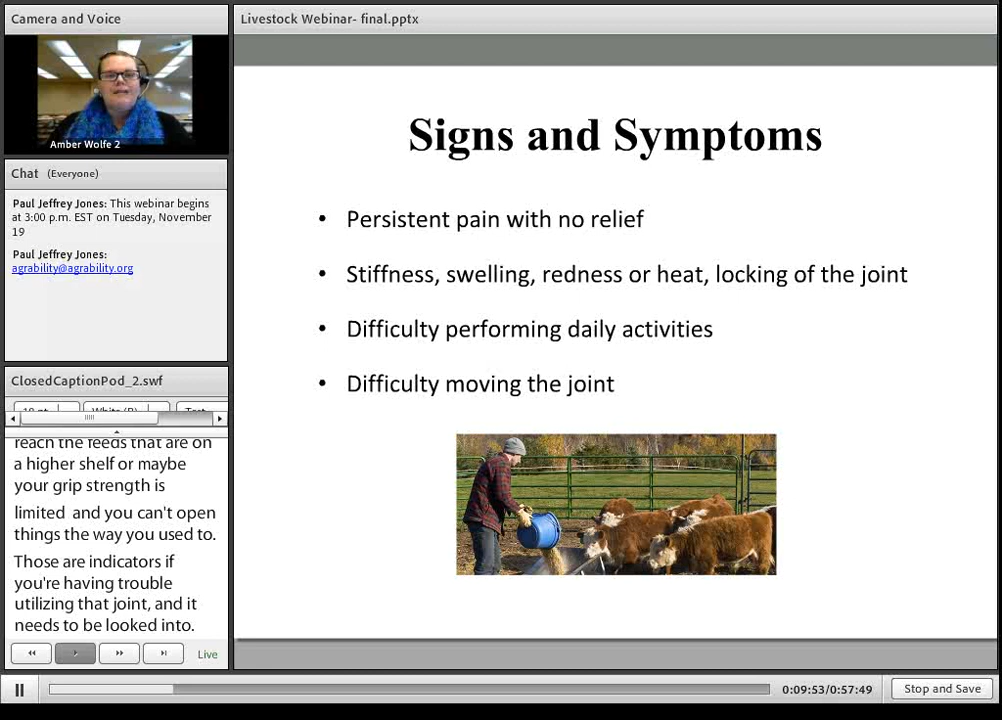 Camera and Voice
Amber Wolfe 2
Chat (Everyone)
Paul Jeffrey Jones: This webinar begins
at 3:00 p.m. EST on Tuesday, November
19
Paul Jeffrey Jones:
agrability@agrability.org
ClosedCaptionPod_2.swf
reach the feeds that are on
a higher shelf or maybe
your grip strength is
limited and you can't open
things the way you used to.
Those are indicators if
you're having trouble
utilizing that joint, and it
needs to be looked into.
Live
Livestock Webinar- final.pptx
Signs and Symptoms
• Persistent pain with no relief
• Stiffness, swelling, redness or heat, locking of the joint
• Difficulty performing daily activities
• Difficulty moving the joint
0:09:53/0:57:49
Stop and Save